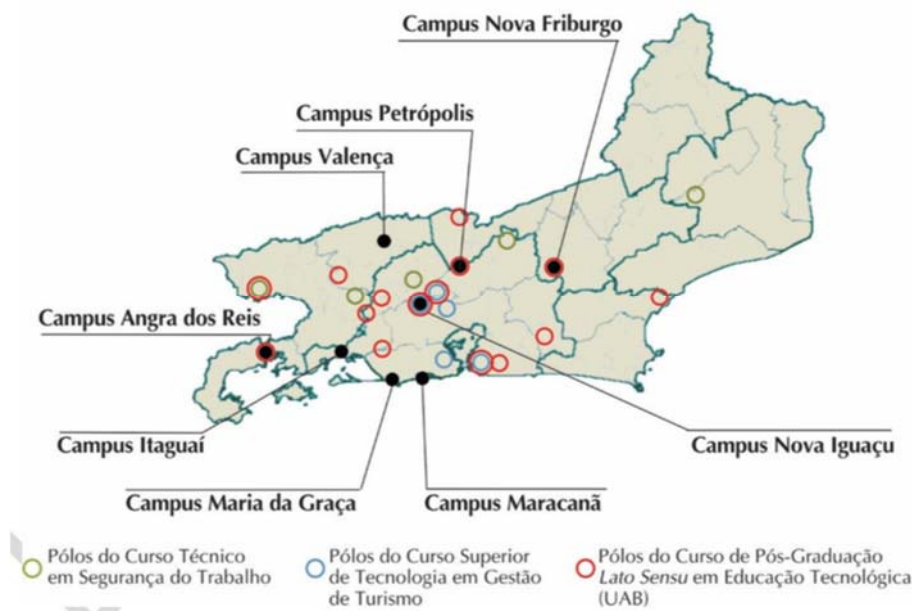 Campus Nova Friburgo
Campus Petrópolis
Campus Valença
Campus Angra dos Reis
Campus Itaguaí
Campus Nova Iguaçu
Campus Maria da Graça
Campus Maracanã
Pólos do Curso Técnico
em Segurança do Trabalho
Pólos do Curso Superior
de Tecnologia em Gestão
de Turismo
Pólos do Curso de Pós-Graduação
Lato Sensu em Educação Tecnológica
(UAB)